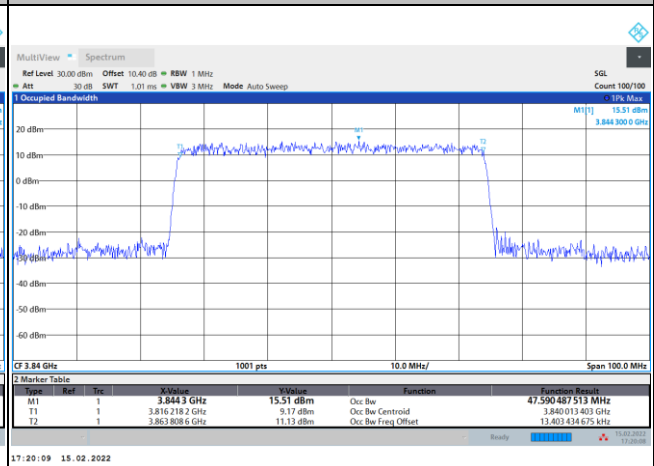 MultiView Spectrum
Ref Level 30.00 dBm Offset 10.40 dB RBW 1 MHz SGL
Att 30 dB SWT 1.01 ms VBW 3 MHz Mode Auto Sweep Count 100/100
1 Occupied Bandwidth 1Pk Max
M1[1] 15.51 dBm
3.844 300 0 GHz
20 dBm
M1
T1
T2
10 dBm
0 dBm
-10 dBm
-20 dBm
-30 dBm
-40 dBm
-50 dBm
-60 dBm
CF 3.84 GHz 1001 pts 10.0 MHz/ Span 100.0 MHz
2 Marker Table
Type Ref Trc X-Value Y-Value Function Function Result
M1 1 3.8443 GHz 15.51 dBm Occ Bw 47.590 487 513 MHz
T1 1 3.816 218 2 GHz 9.17 dBm Occ Bw Centroid 3.840 013 403 GHz
T2 1 3.863 808 6 GHz 11.13 dBm Occ Bw Freq Offset 13.403 434 675 kHz
Ready 15.02.2022
17:20:08
17:20:09 15.02.2022